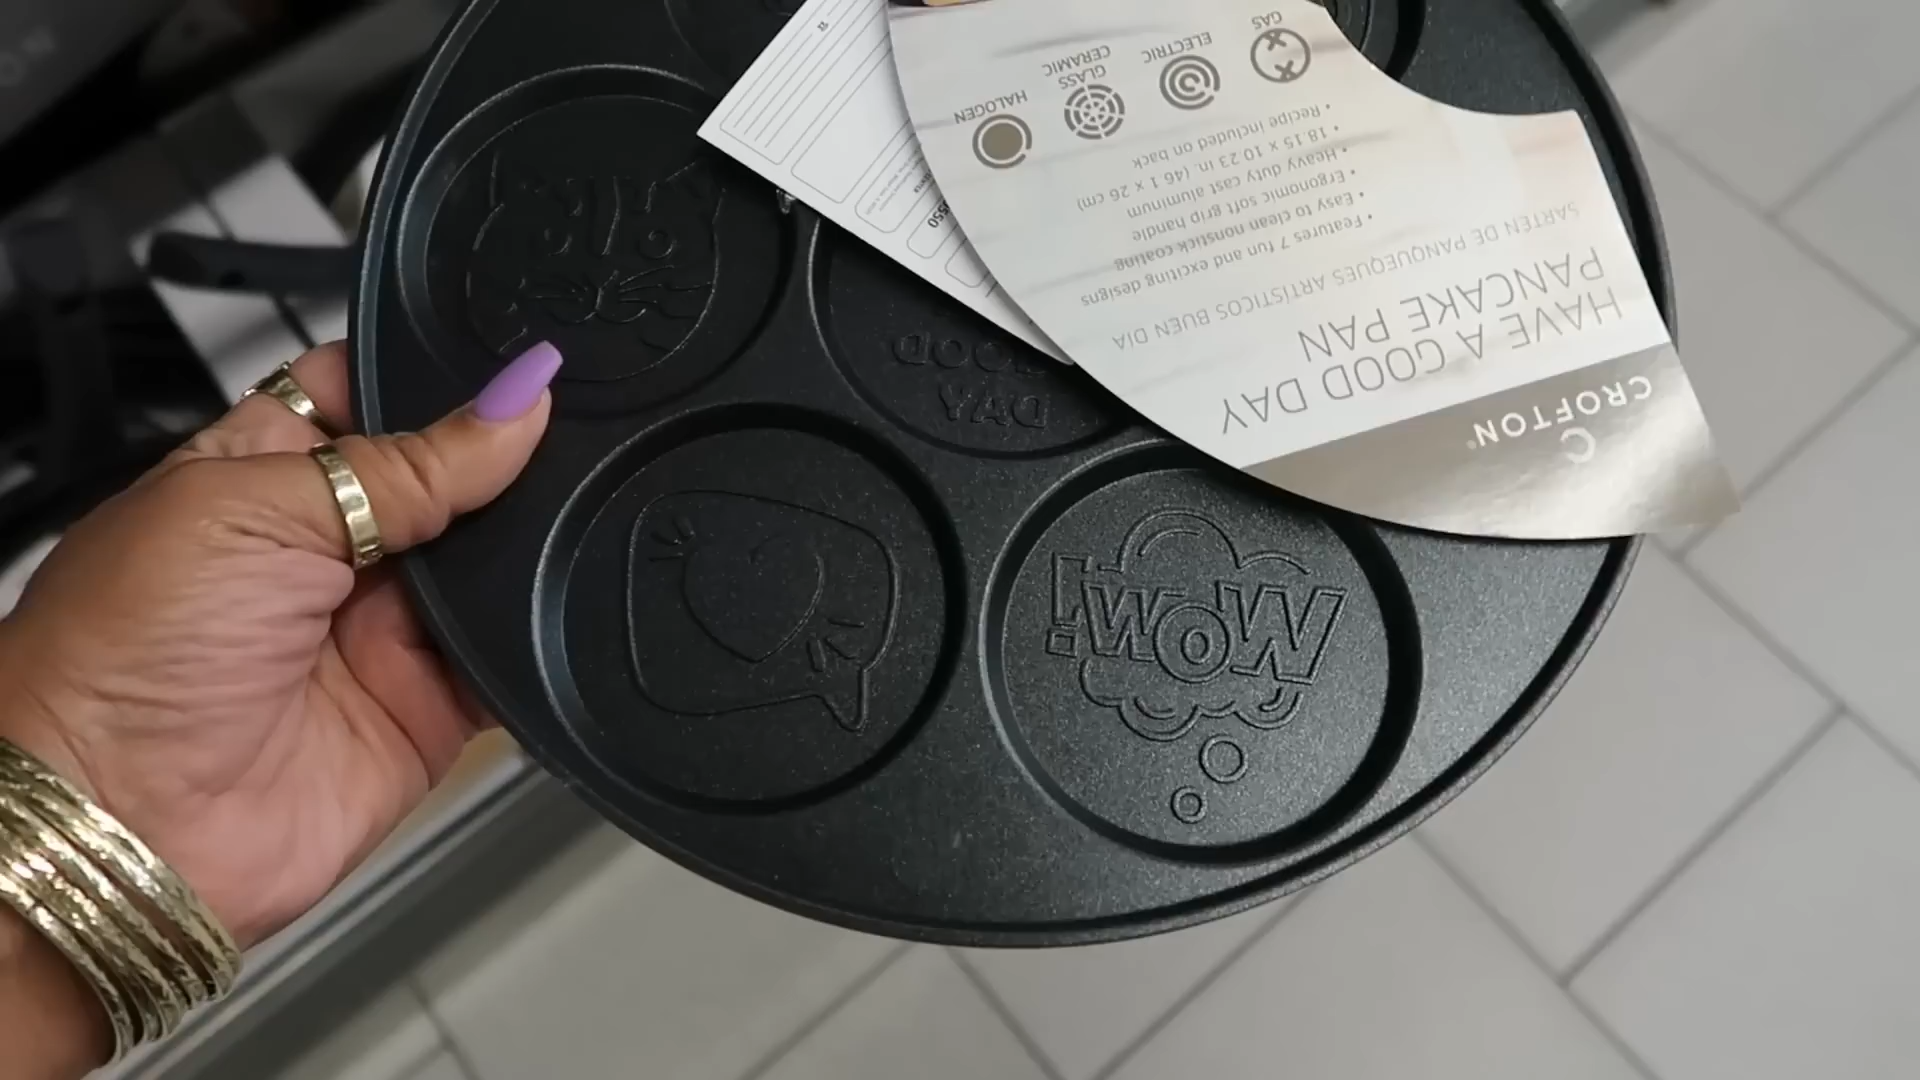 CROFTON®
HAVE A GOOD DAY
PANCAKE PAN
SARTÉN DE PANQUEQUES ARTÍSTICOS BUEN DIA
• Features 7 fun and exciting designs
• Easy to clean nonstick coating
• Ergonomic soft grip handle
• Heavy duty cast aluminum
• 18.15 x 10.23 in. (46.1 x 26 cm)
• Recipe included on back
GAS
ELECTRIC
GLASS
CERAMIC
HALOGEN
GOOD
DAY
WOW!